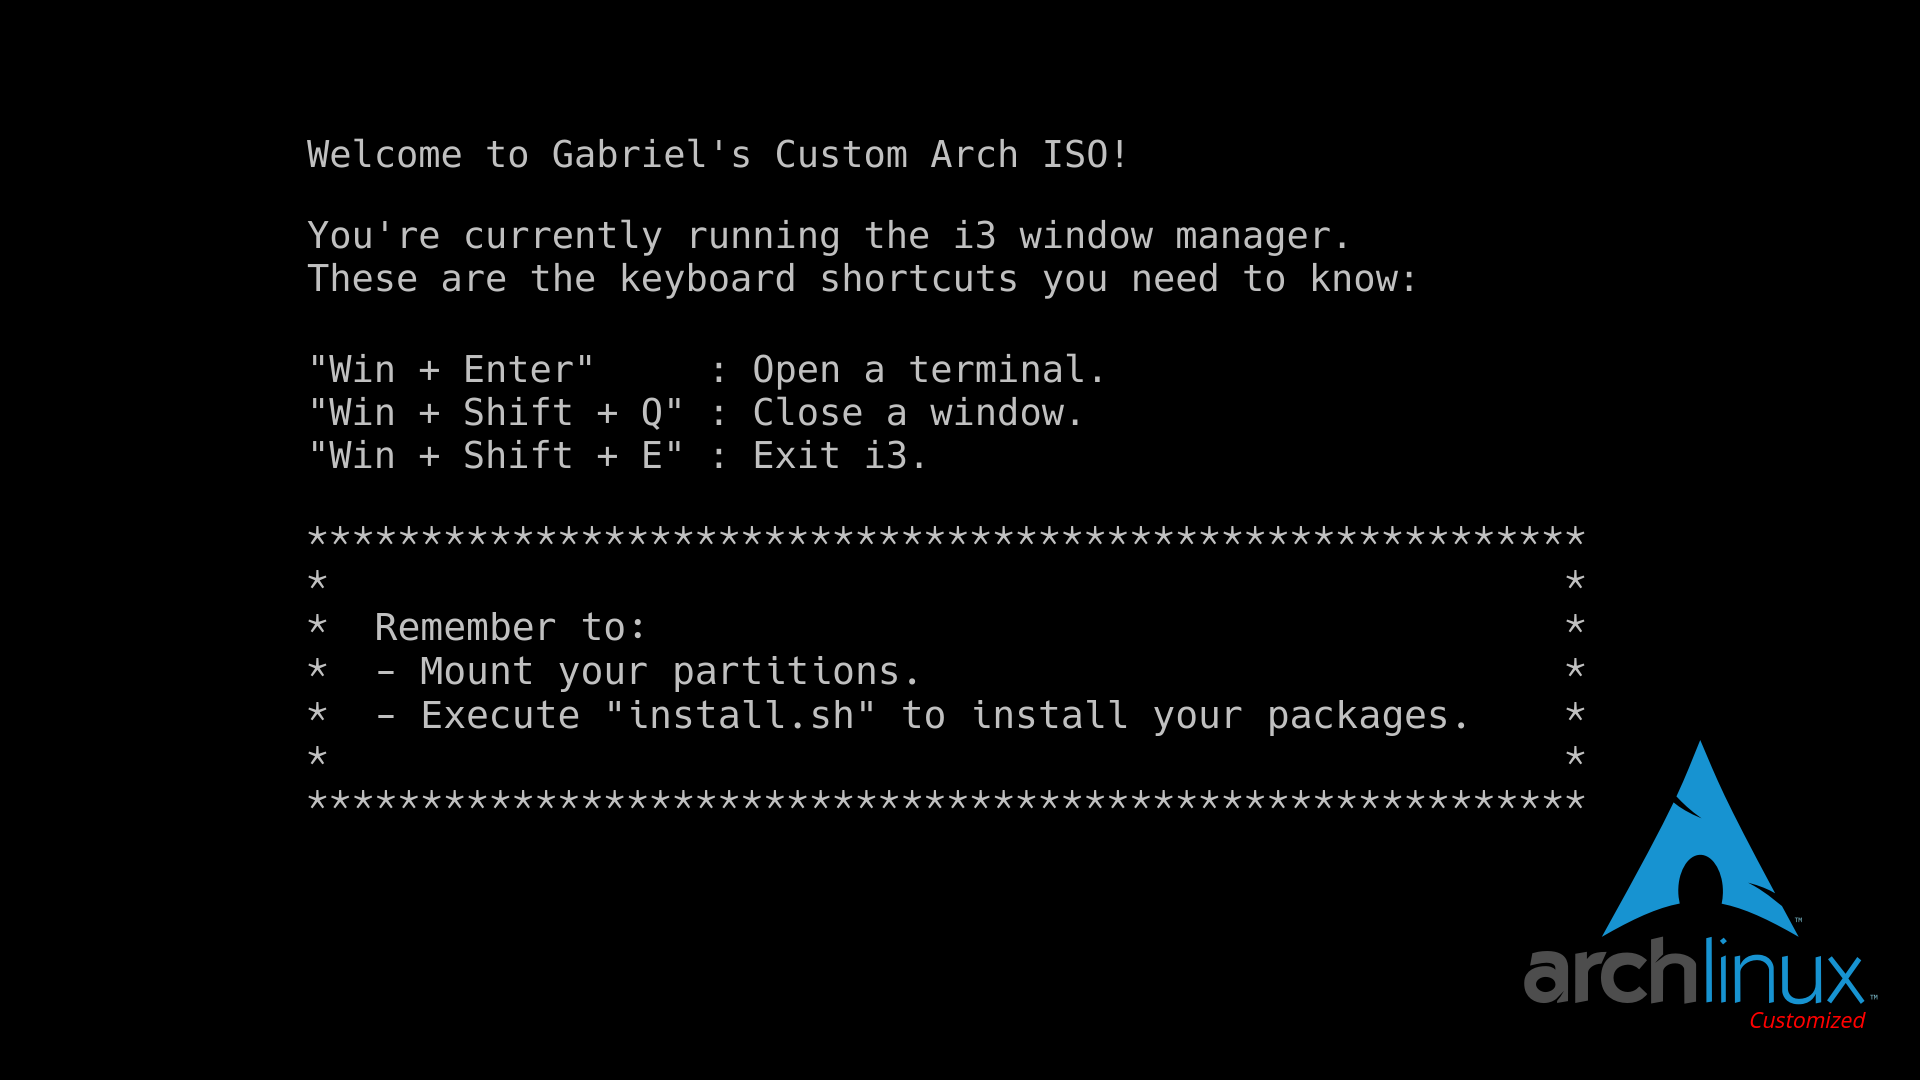 Welcome to Gabriel's Custom Arch ISO!
You're currently running the i3 window manager.
These are the keyboard shortcuts you need to know:
"Win + Enter"     : Open a terminal.
"Win + Shift + Q" : Close a window.
"Win + Shift + E" : Exit i3.
********************************************************
*                                                      *
*  Remember to:                                        *
*  - Mount your partitions.                            *
*  - Execute "install.sh" to install your packages.    *
*                                                      *
********************************************************
™
archlinux™
Customized